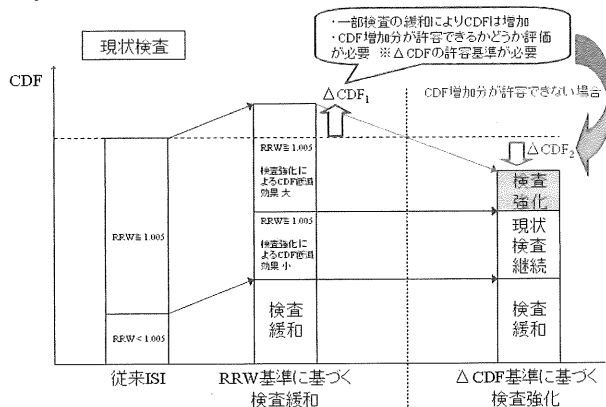 ・一部検査の緩和によりCDFは増加
・CDF増加分が許容できるかどうか評価
が必要 ※△CDFの許容基準が必要
現状検査
CDF
△CDF₁
CDF増加分が許容できない場合
△CDF₂
RRW≧1.005
検査強化に
よるCDF低減
効果 大
RRW≧1.005
検査強化に
よるCDF低減
効果 小
検査
緩和
RRW≧1.005
RRW<1.005
検査
強化
現状
検査
継続
検査
緩和
従来ISI
RRW基準に基づく
検査緩和
△CDF基準に基づく
検査強化